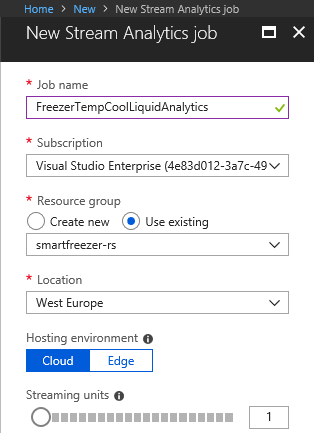 Home > New > New Stream Analytics job
New Stream Analytics job
* Job name
FreezerTempCoolLiquidAnalytics
* Subscription
Visual Studio Enterprise (4e83d012-3a7c-49
* Resource group
Create new Use existing
smartfreezer-rs
* Location
West Europe
Hosting environment
Cloud Edge
Streaming units
1